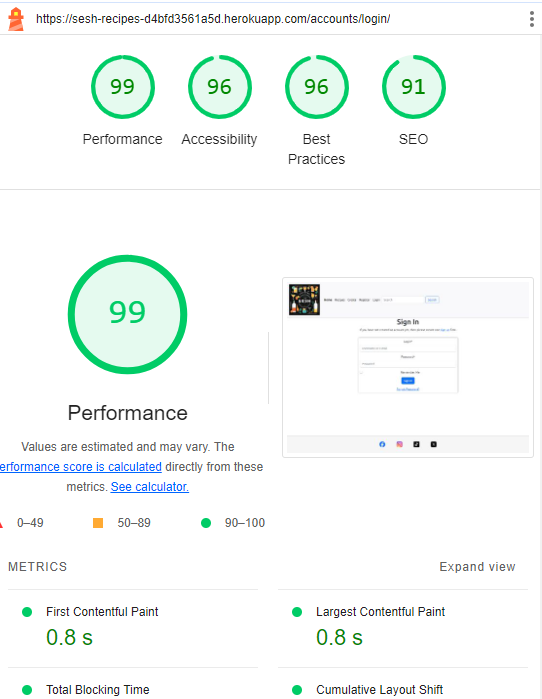 https://sesh-recipes-d4bfd3561a5d.herokuapp.com/accounts/login/
99 96 96 91
Performance Accessibility Best Practices SEO
99
Performance
Values are estimated and may vary. The
erformance score is calculated directly from these
metrics. See calculator.
0–49 50–89 90–100
Sign In
METRICS Expand view
First Contentful Paint Largest Contentful Paint
0.8 s 0.8 s
Total Blocking Time Cumulative Layout Shift